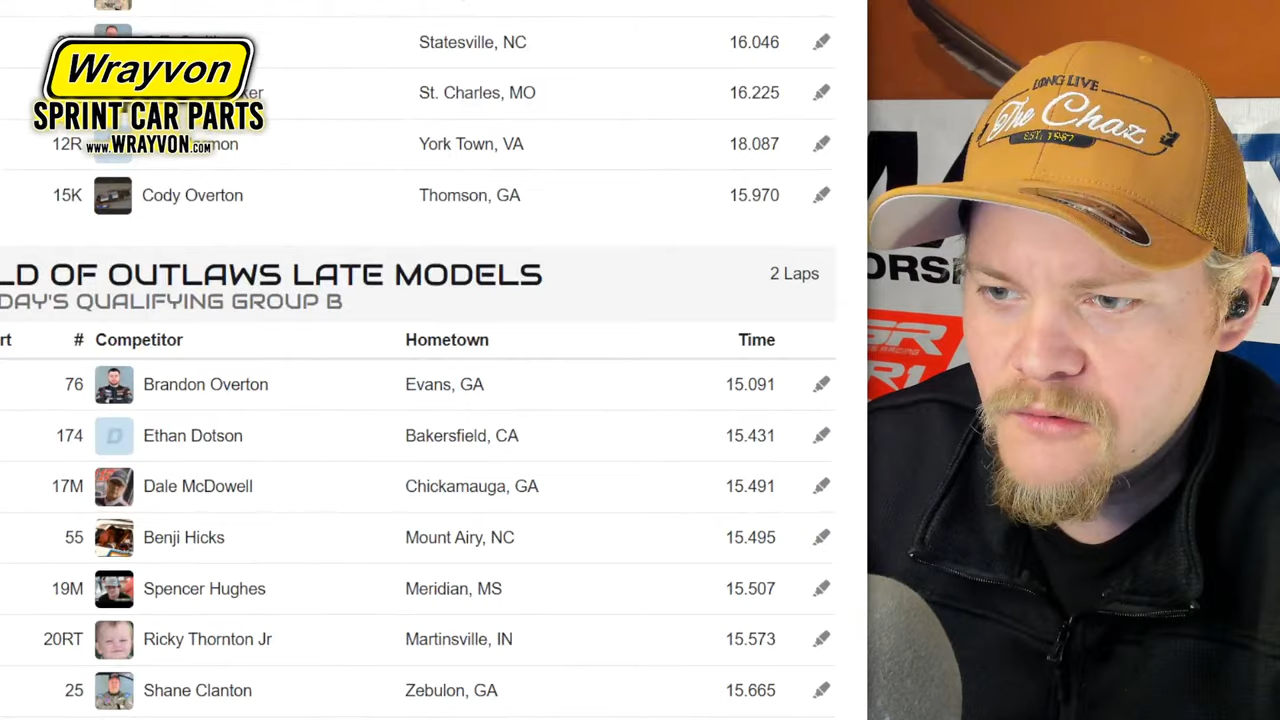 Statesville, NC 16.046
Wrayvon
SPRINT CAR PARTS
www.WRAYVON.com
St. Charles, MO 16.225
12R York Town, VA 18.087
15K Cody Overton Thomson, GA 15.970
LD OF OUTLAWS LATE MODELS 2 Laps
DAY'S QUALIFYING GROUP B
rt # Competitor Hometown Time
76 Brandon Overton Evans, GA 15.091
174 Ethan Dotson Bakersfield, CA 15.431
17M Dale McDowell Chickamauga, GA 15.491
55 Benji Hicks Mount Airy, NC 15.495
19M Spencer Hughes Meridian, MS 15.507
20RT Ricky Thornton Jr Martinsville, IN 15.573
25 Shane Clanton Zebulon, GA 15.665
LONG LIVE
The Chaz
EST. 1987
ORSP
SR
R1